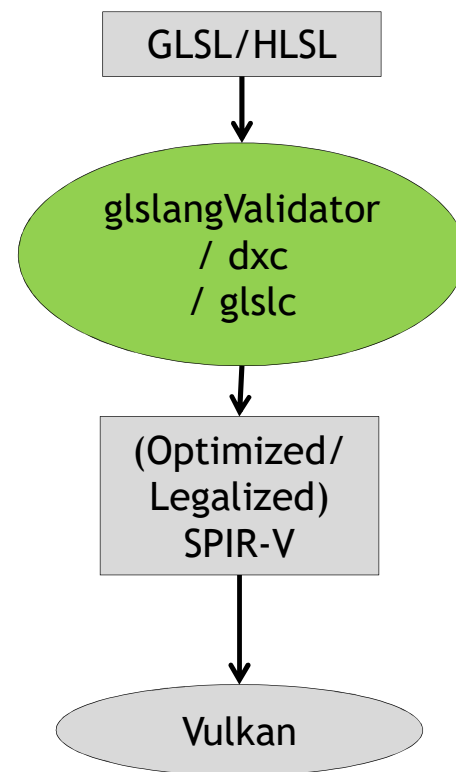 GLSL/HLSL
glslangValidator
/ dxc
/ glslc
(Optimized/
Legalized)
SPIR-V
Vulkan